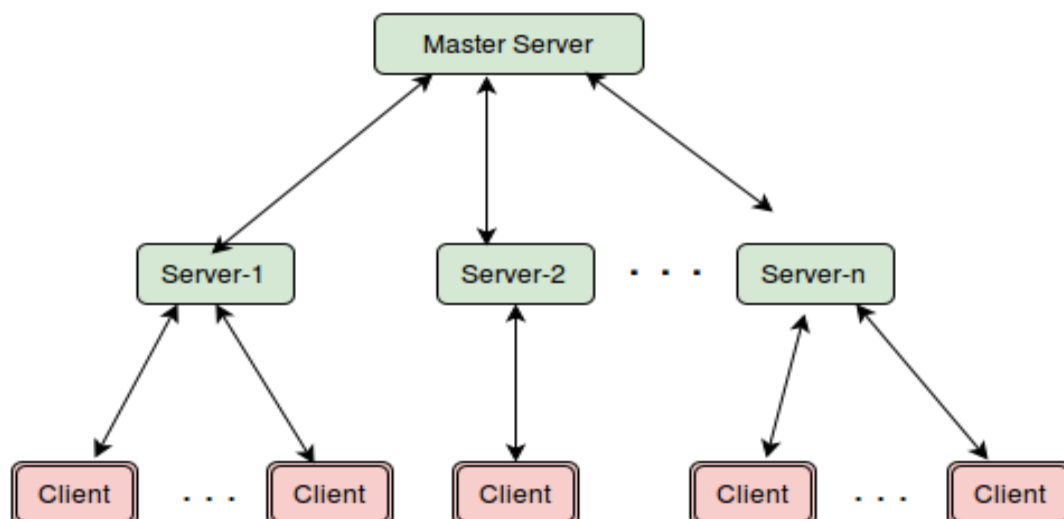 Master Server
Server-1
Server-2
. . .
Server-n
Client
. . .
Client
Client
Client
. . .
Client